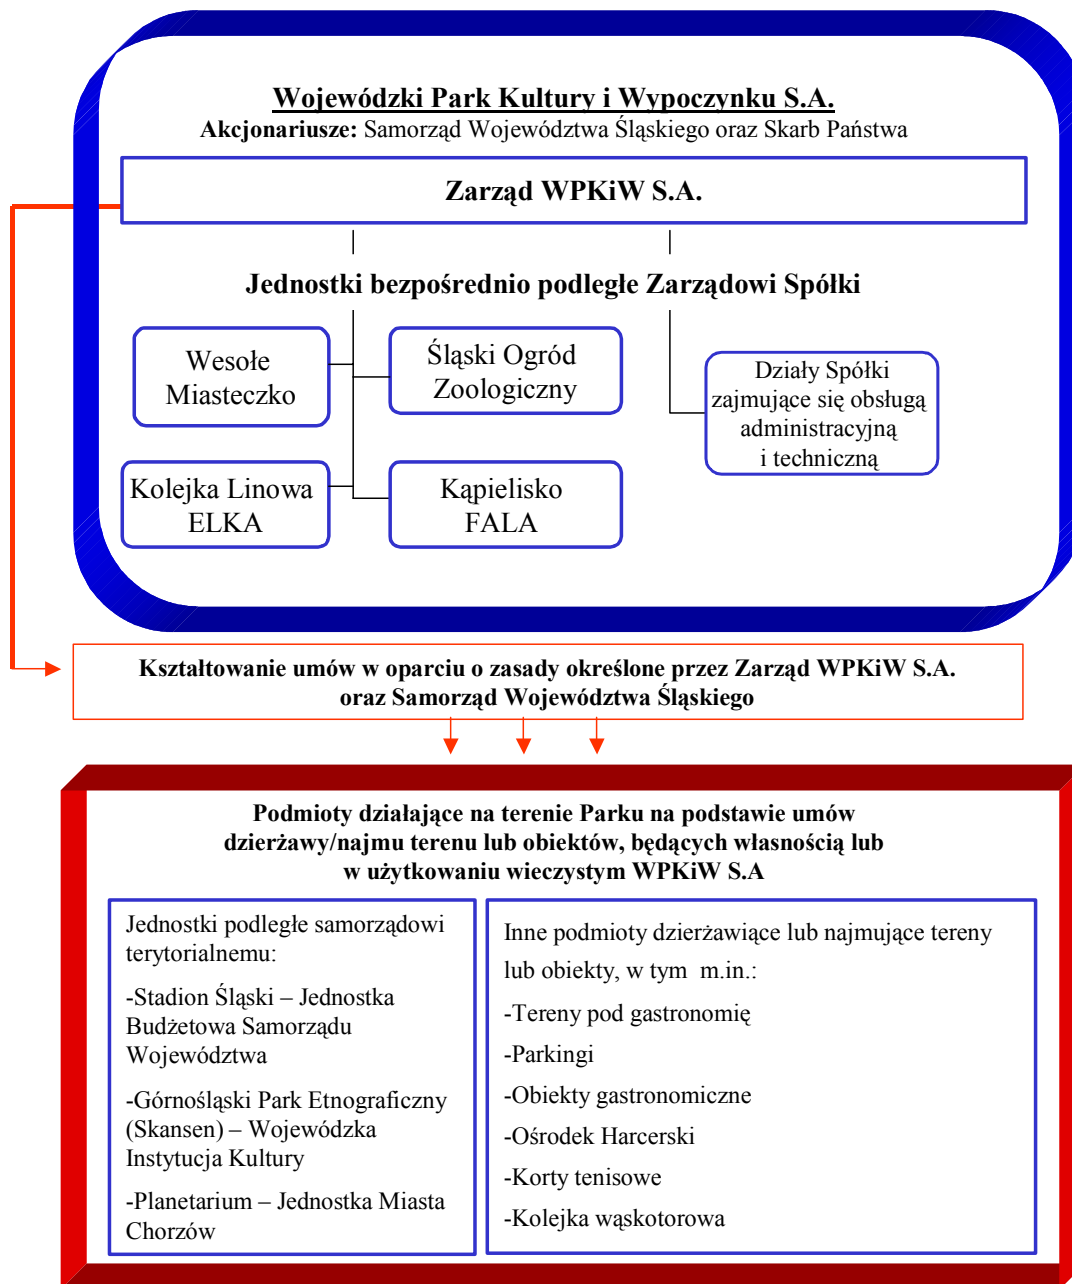 Wojewódzki Park Kultury i Wypoczynku S.A.
Akcjonariusze: Samorząd Województwa Śląskiego oraz Skarb Państwa
Zarząd WPKiW S.A.
Jednostki bezpośrednio podległe Zarządowi Spółki
Wesołe
Miasteczko
Śląski Ogród
Zoologiczny
Działy Spółki
zajmujące się obsługą
administracyjną
i techniczną
Kolejka Linowa
ELKA
Kąpielisko
FALA
Kształtowanie umów w oparciu o zasady określone przez Zarząd WPKiW S.A.
oraz Samorząd Województwa Śląskiego
Podmioty działające na terenie Parku na podstawie umów
dzierżawy/najmu terenu lub obiektów, będących własnością lub
w użytkowaniu wieczystym WPKiW S.A
Jednostki podległe samorządowi
terytorialnemu:
-Stadion Śląski – Jednostka
Budżetowa Samorządu
Województwa
-Górnośląski Park Etnograficzny
(Skansen) – Wojewódzka
Instytucja Kultury
-Planetarium – Jednostka Miasta
Chorzów
Inne podmioty dzierżawiące lub najmujące tereny
lub obiekty, w tym  m.in.:
-Tereny pod gastronomię
-Parkingi
-Obiekty gastronomiczne
-Ośrodek Harcerski
-Korty tenisowe
-Kolejka wąskotorowa